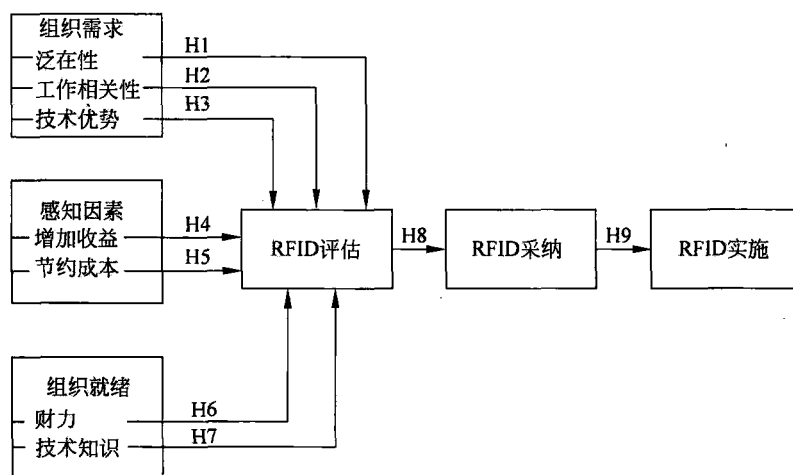 组织需求
泛在性
H1
工作相关性
H2
技术优势
H3
感知因素
增加收益
H4
节约成本
H5
RFID评估
H8
RFID采纳
H9
RFID实施
组织就绪
财力
H6
技术知识
H7